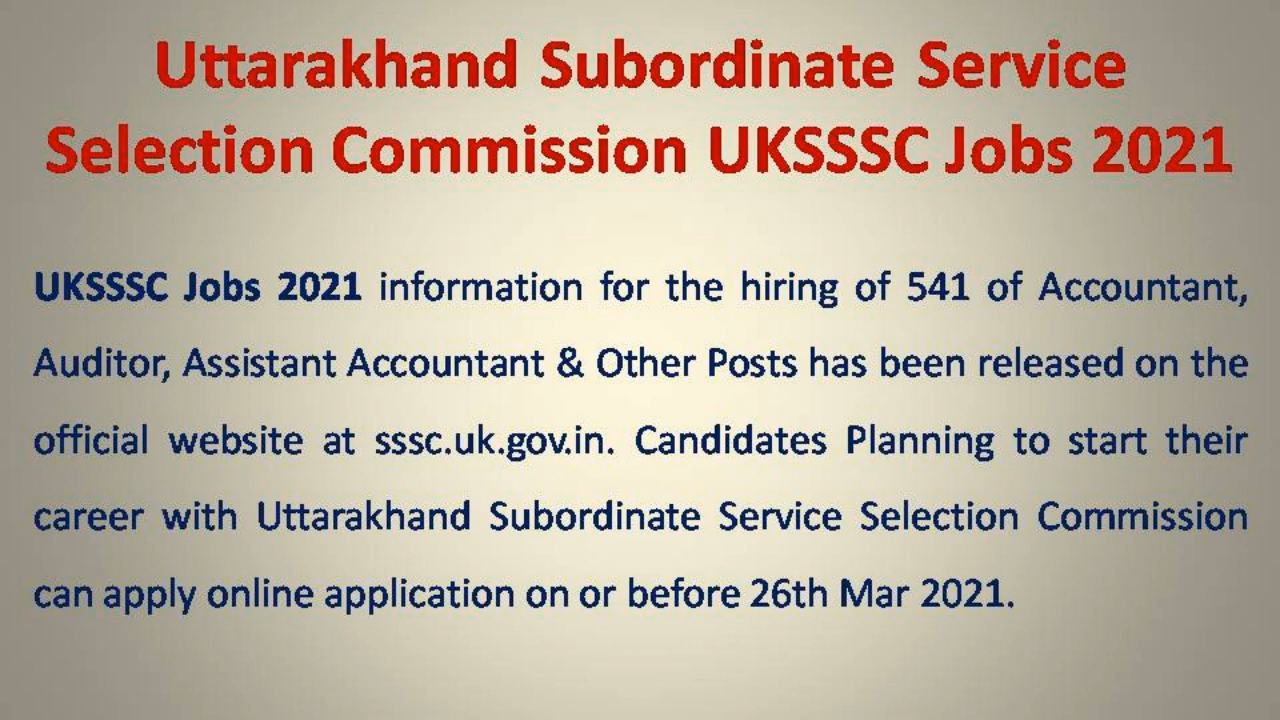 Uttarakhand Subordinate Service
Selection Commission UKSSSC Jobs 2021
UKSSSC Jobs 2021 information for the hiring of 541 of Accountant,
Auditor, Assistant Accountant & Other Posts has been released on the
official website at sssc.uk.gov.in. Candidates Planning to start their
career with Uttarakhand Subordinate Service Selection Commission
can apply online application on or before 26th Mar 2021.